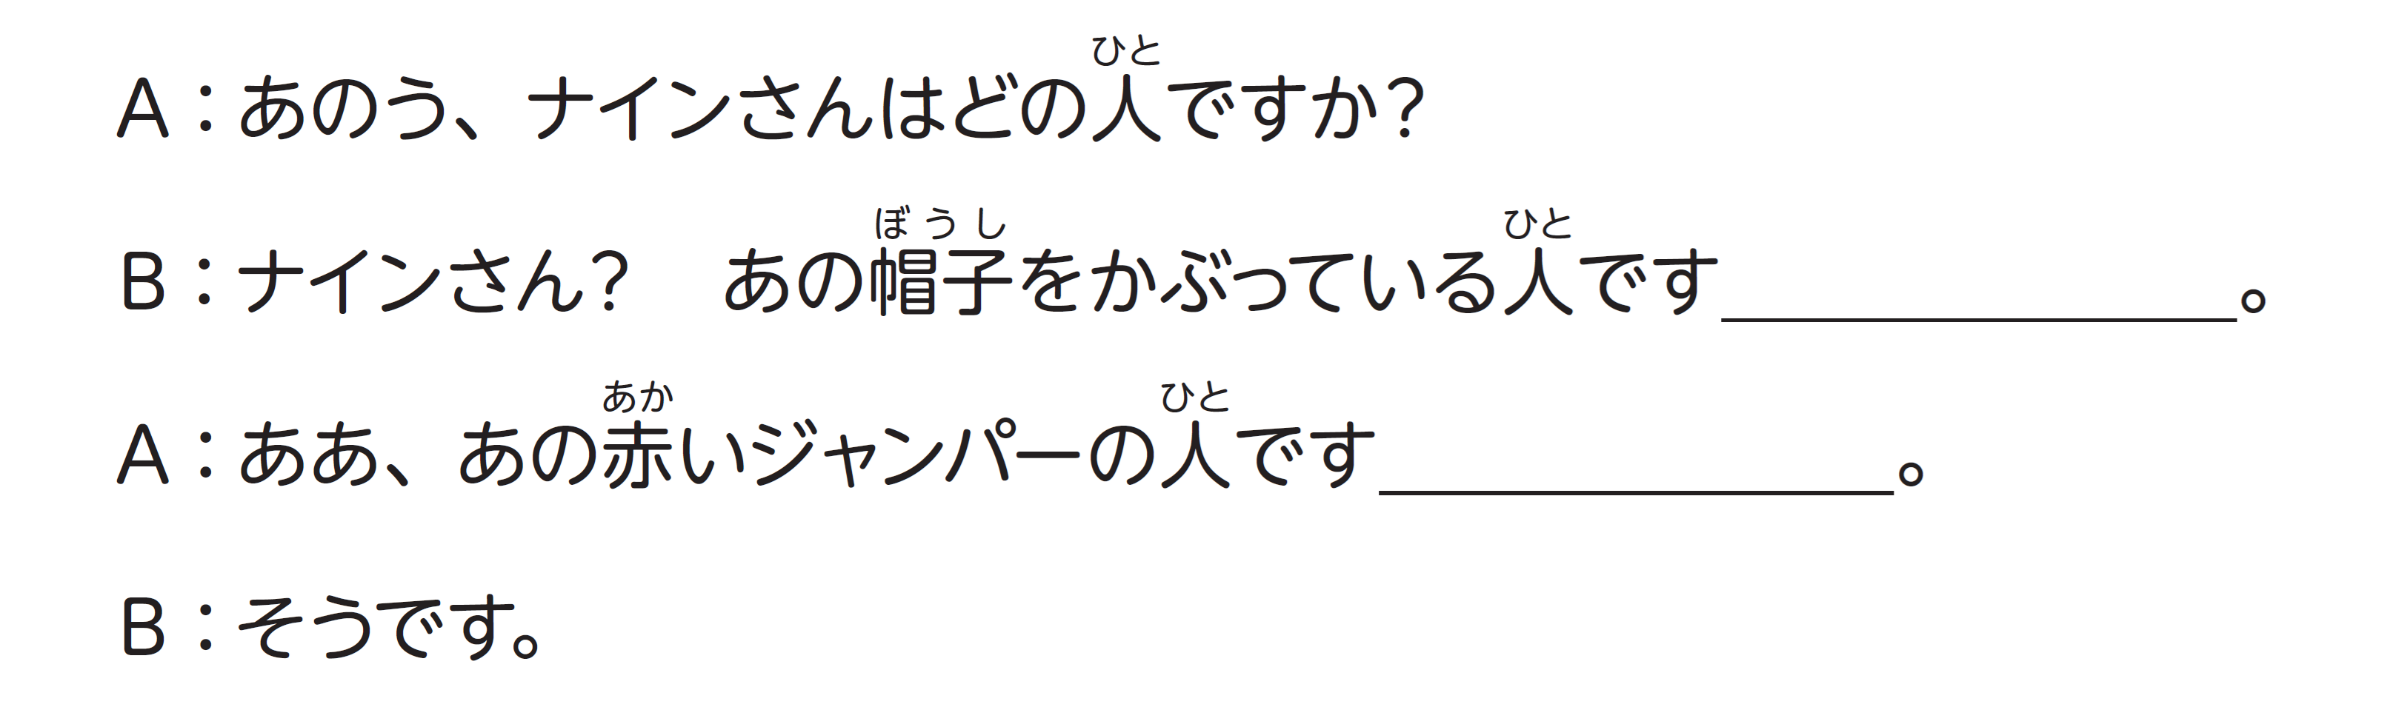 A：あのう、ナインさんはどの人ですか？
B：ナインさん？　あの帽子をかぶっている人です＿＿＿＿＿＿＿。
A：ああ、あの赤いジャンパーの人です＿＿＿＿＿＿＿。
B：そうです。